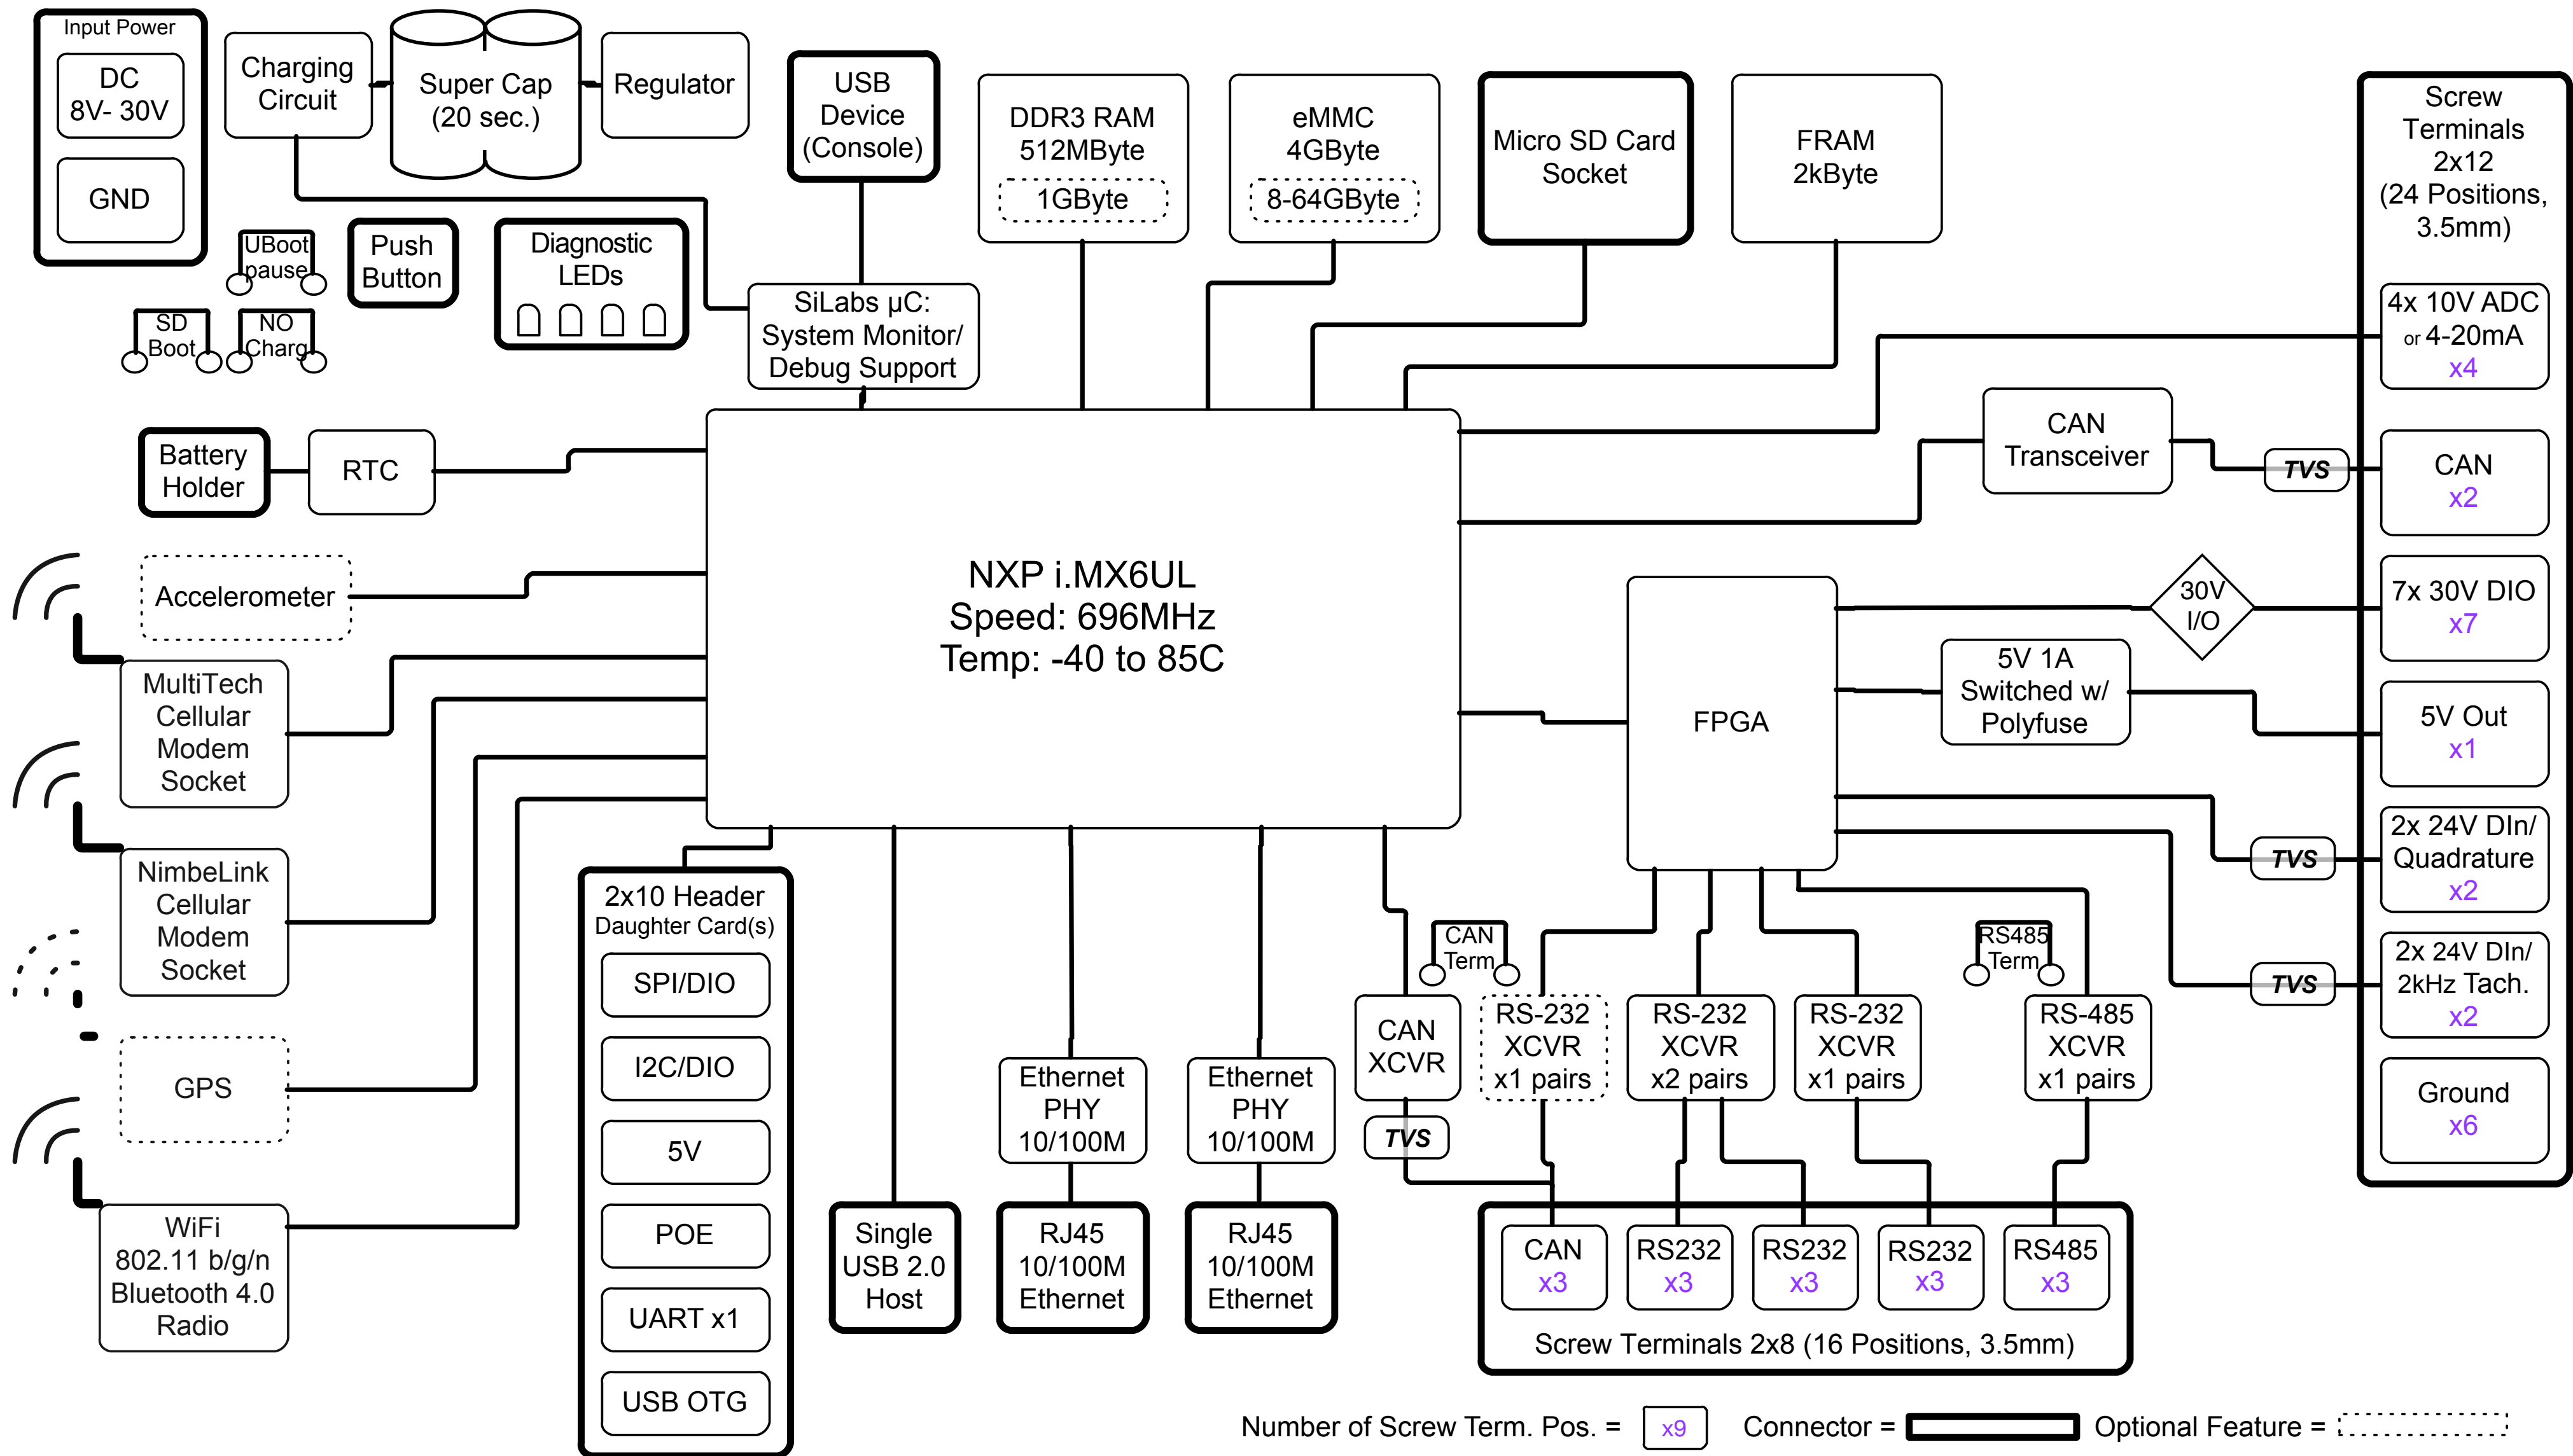 Input Power
DC
8V- 30V
GND
Charging
Circuit
Super Cap
(20 sec.)
Regulator
USB
Device
(Console)
DDR3 RAM
512MByte
1GByte
eMMC
4GByte
8-64GByte
Micro SD Card
Socket
FRAM
2kByte
UBoot
pause
Push
Button
Diagnostic
LEDs
SD
Boot
NO
Charg
SiLabs µC:
System Monitor/
Debug Support
Battery
Holder
RTC
Accelerometer
MultiTech
Cellular
Modem
Socket
NimbeLink
Cellular
Modem
Socket
GPS
WiFi
802.11 b/g/n
Bluetooth 4.0
Radio
NXP i.MX6UL
Speed: 696MHz
Temp: -40 to 85C
FPGA
CAN
Transceiver
TVS
30V
I/O
5V 1A
Switched w/
Polyfuse
TVS
TVS
Screw
Terminals
2x12
(24 Positions,
3.5mm)
4x 10V ADC
or 4-20mA
x4
CAN
x2
7x 30V DIO
x7
5V Out
x1
2x 24V DIn/
Quadrature
x2
2x 24V DIn/
2kHz Tach.
x2
Ground
x6
2x10 Header
Daughter Card(s)
SPI/DIO
I2C/DIO
5V
POE
UART x1
USB OTG
Single
USB 2.0
Host
Ethernet
PHY
10/100M
RJ45
10/100M
Ethernet
Ethernet
PHY
10/100M
RJ45
10/100M
Ethernet
CAN
Term
RS485
Term
CAN
XCVR
TVS
RS-232
XCVR
x1 pairs
RS-232
XCVR
x2 pairs
RS-232
XCVR
x1 pairs
RS-485
XCVR
x1 pairs
CAN
x3
RS232
x3
RS232
x3
RS232
x3
RS485
x3
Screw Terminals 2x8 (16 Positions, 3.5mm)
Number of Screw Term. Pos. = x9 Connector = Optional Feature =